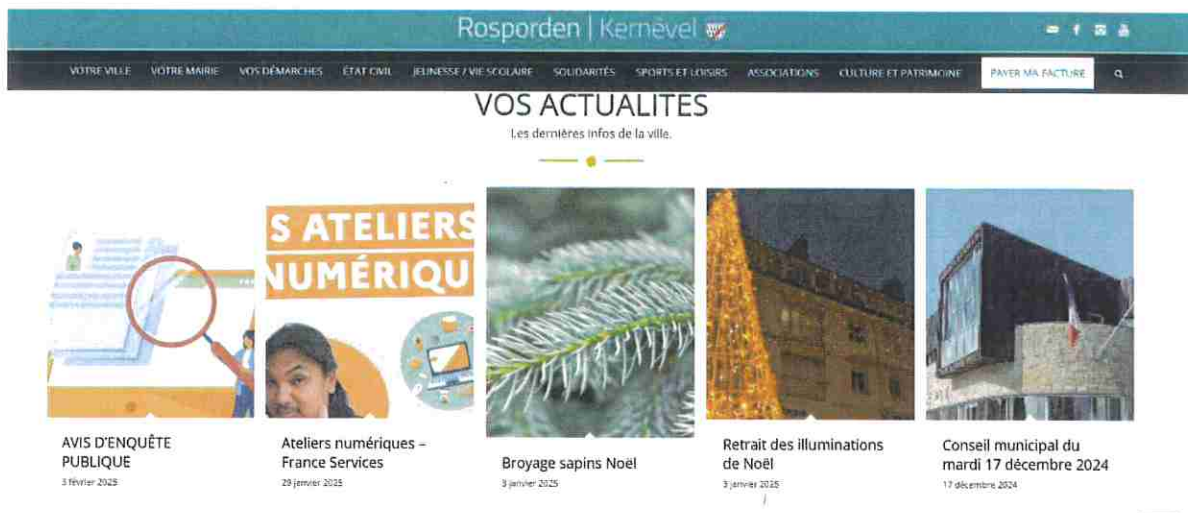 Rosporden | Kernével
VOTRE VILLE VOTRE MAIRIE VOS DÉMARCHES ÉTAT CIVIL JEUNESSE / VIE SCOLAIRE SOLIDARITÉS SPORTS ET LOISIRS ASSOCIATIONS CULTURE ET PATRIMOINE PAYER MA FACTURE
VOS ACTUALITES
Les dernières infos de la ville.
S ATELIERS
NUMÉRIQU
AVIS D'ENQUÊTE
PUBLIQUE
3 février 2025
Ateliers numériques –
France Services
29 janvier 2025
Broyage sapins Noël
3 janvier 2025
Retrait des illuminations
de Noël
3 janvier 2025
Conseil municipal du
mardi 17 décembre 2024
17 décembre 2024